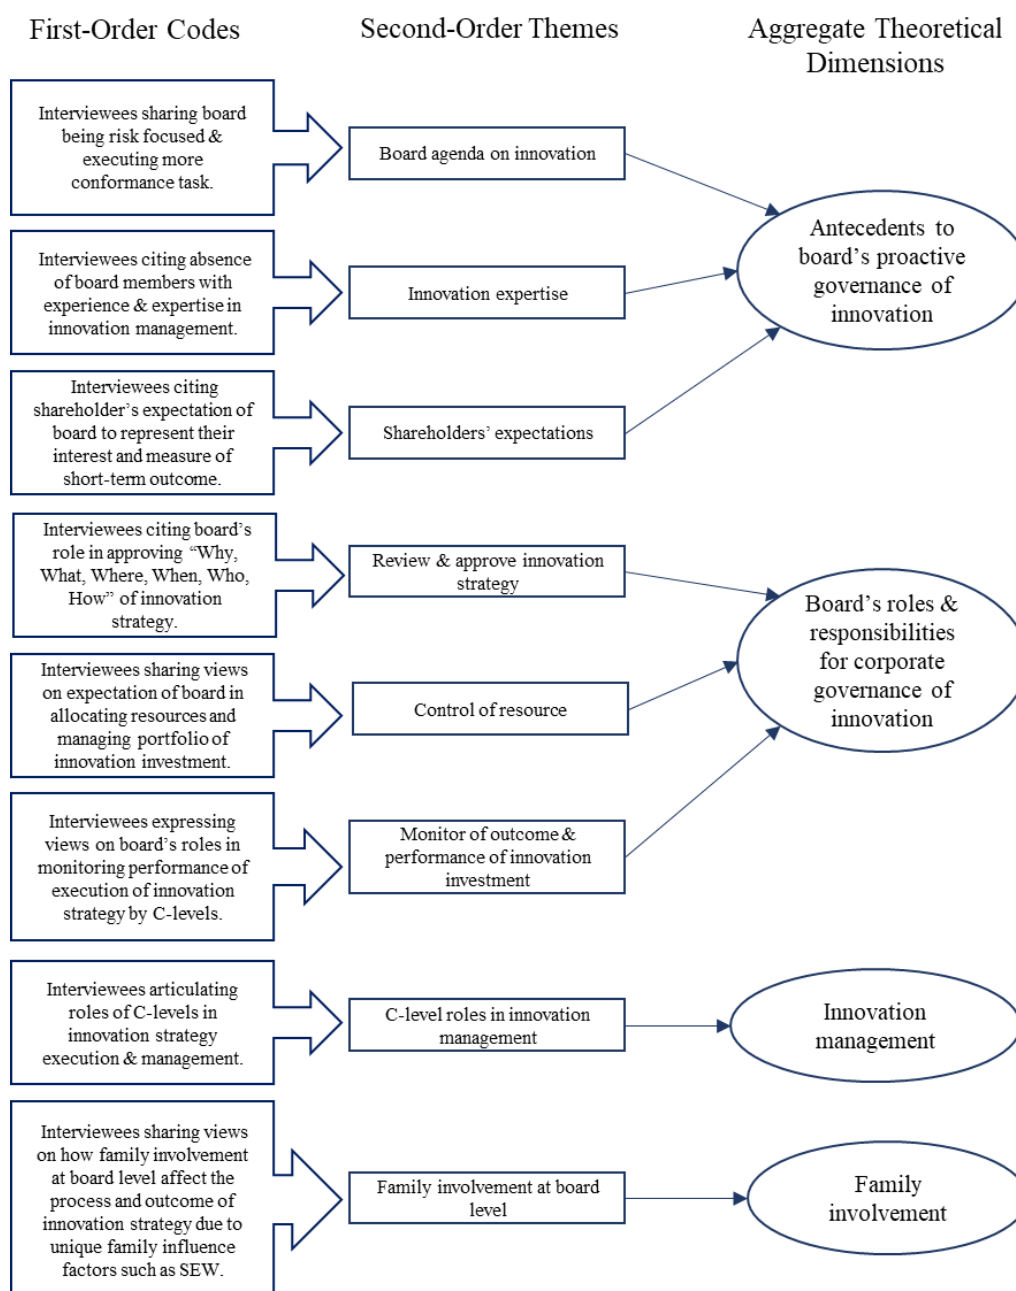 First-Order Codes
Second-Order Themes
Aggregate Theoretical
Dimensions
Interviewees sharing board
being risk focused &
executing more
conformance task.
Board agenda on innovation
Interviewees citing absence
of board members with
experience & expertise in
innovation management.
Innovation expertise
Antecedents to
board’s proactive
governance of
innovation
Interviewees citing
shareholder’s expectation of
board to represent their
interest and measure of
short-term outcome.
Shareholders’ expectations
Interviewees citing board’s
role in approving “Why,
What, Where, When, Who,
How” of innovation
strategy.
Review & approve innovation
strategy
Interviewees sharing views
on expectation of board in
allocating resources and
managing portfolio of
innovation investment.
Control of resource
Board’s roles &
responsibilities
for corporate
governance of
innovation
Interviewees expressing
views on board’s roles in
monitoring performance of
execution of innovation
strategy by C-levels.
Monitor of outcome &
performance of innovation
investment
Interviewees articulating
roles of C-levels in
innovation strategy
execution & management.
C-level roles in innovation
management
Innovation
management
Interviewees sharing views
on how family involvement
at board level affect the
process and outcome of
innovation strategy due to
unique family influence
factors such as SEW.
Family involvement at board
level
Family
involvement